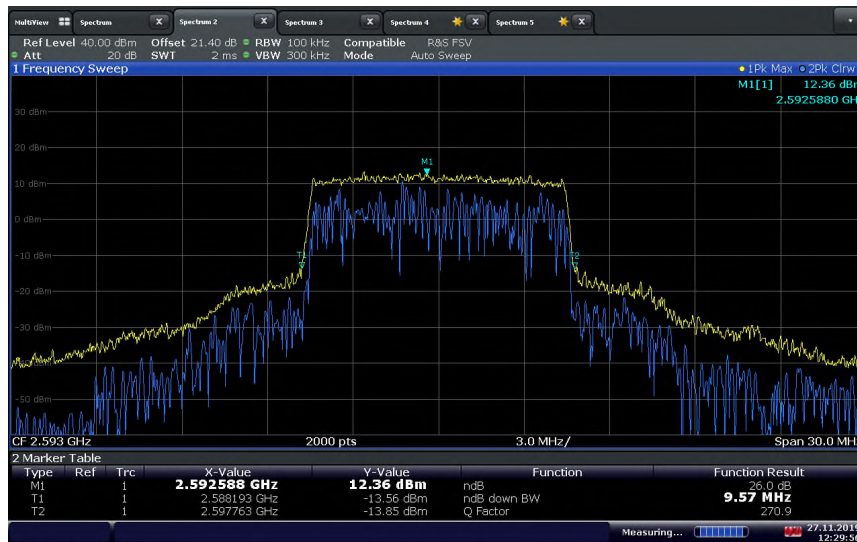 MultiView Spectrum X Spectrum 2 X Spectrum 3 X Spectrum 4 X Spectrum 5 X
Ref Level 40.00 dBm Offset 21.40 dB RBW 100 kHz Compatible R&S FSV
Att 20 dB SWT 2 ms VBW 300 kHz Mode Auto Sweep
1 Frequency Sweep 1Pk Max 2Pk Clrw
M1[1] 12.36 dBm
2.5925880 GH
30 dBm
20 dBm
M1
10 dBm
0 dBm
T1
T2
-10 dBm
-20 dBm
-30 dBm
-50 dBm
CF 2.593 GHz 2000 pts 3.0 MHz/ Span 30.0 MH
2 Marker Table
Type Ref Trc X-Value Y-Value Function Function Result
M1 1 2.592588 GHz 12.36 dBm ndB 26.0 dB
T1 1 2.588193 GHz -13.56 dBm ndB down BW 9.57 MHz
T2 1 2.597763 GHz -13.85 dBm Q Factor 270.9
Measuring... 27.11.2019
12:29:56